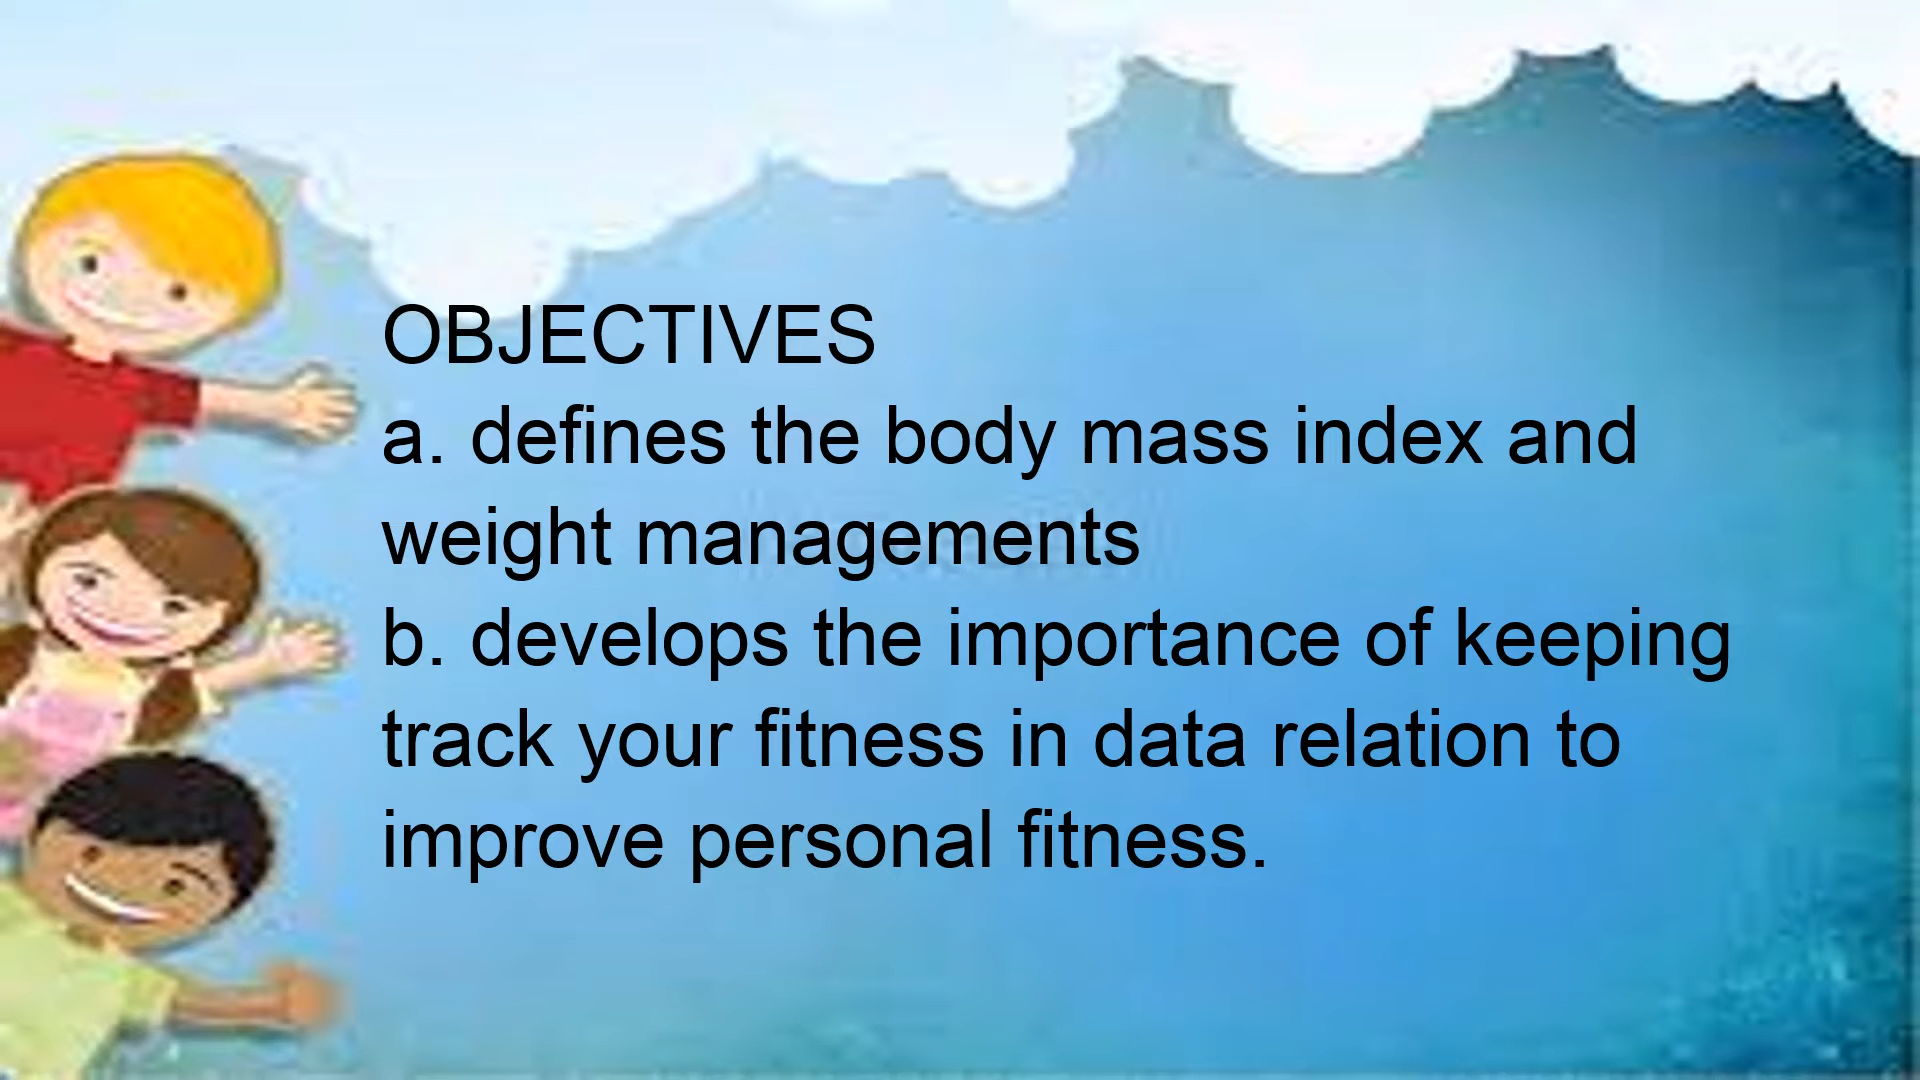 OBJECTIVES
a. defines the body mass index and
weight managements
b. develops the importance of keeping
track your fitness in data relation to
improve personal fitness.